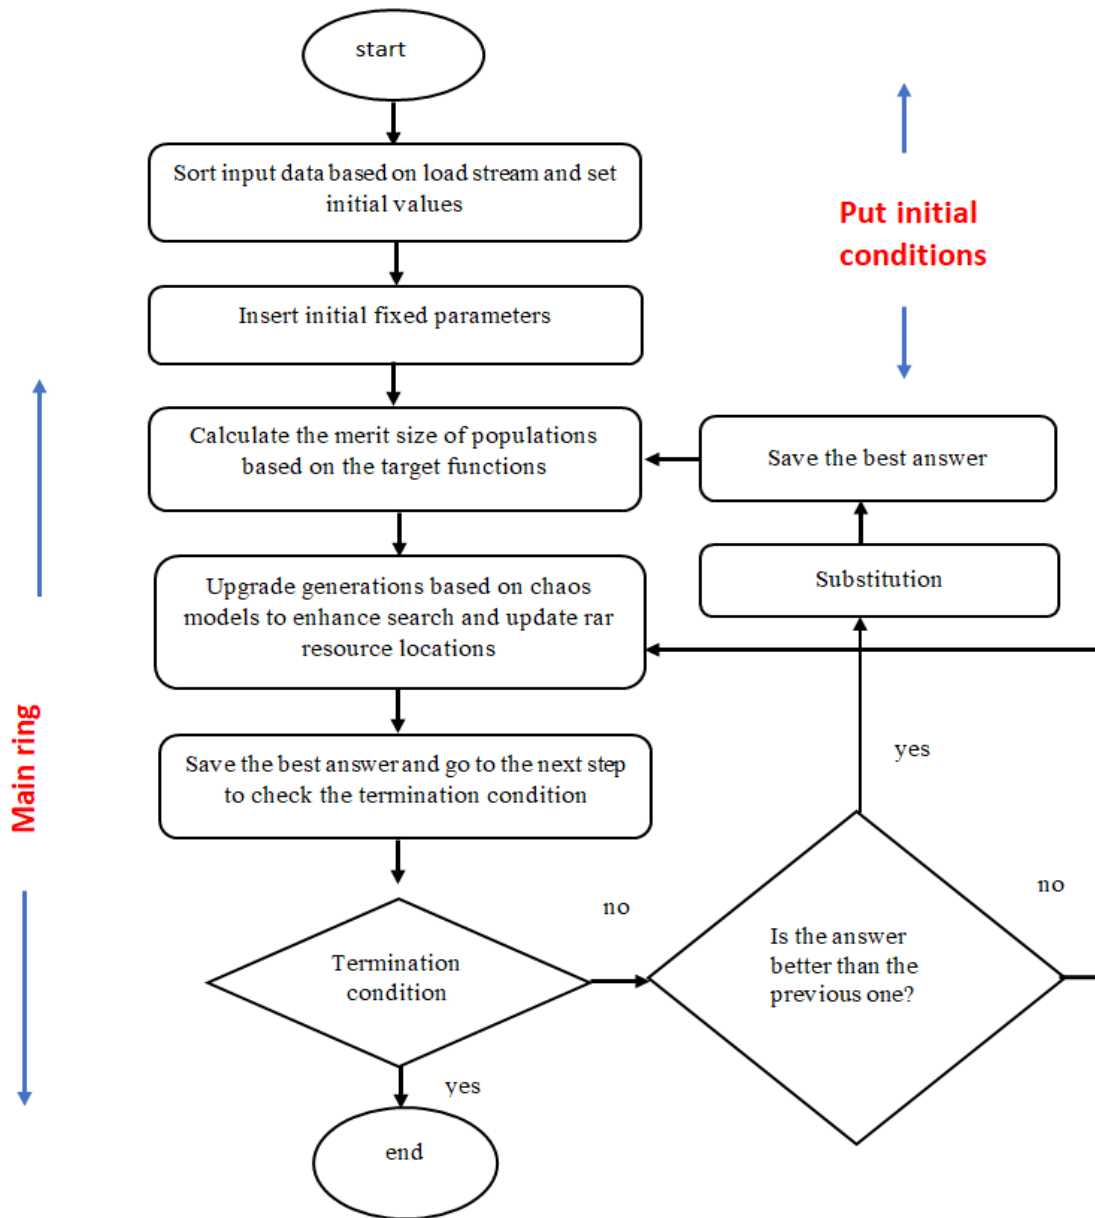 start
Sort input data based on load stream and set
initial values
Put initial
conditions
Insert initial fixed parameters
Calculate the merit size of populations
based on the target functions
Save the best answer
Upgrade generations based on chaos
models to enhance search and update rar
resource locations
Substitution
Main ring
Save the best answer and go to the next step
to check the termination condition
yes
no
no
Termination
condition
Is the answer
better than the
previous one?
yes
end